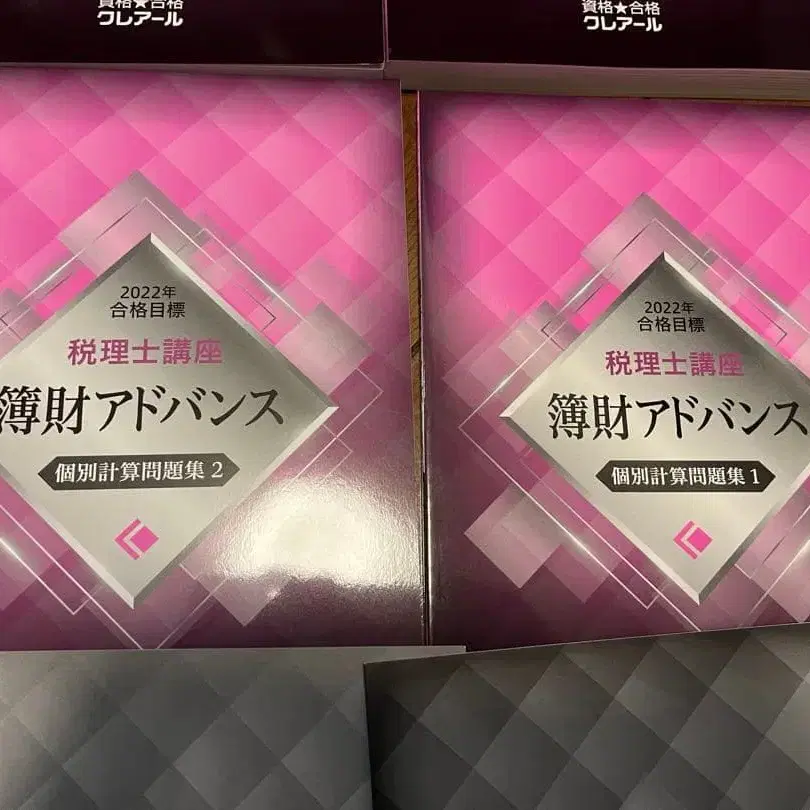 資格★合格
クレアール
資格★合格
クレアール
2022年
合格目標
税理士講座
簿財アドバンス
個別計算問題集 2
2022年
合格目標
税理士講座
簿財アドバンス
個別計算問題集 1